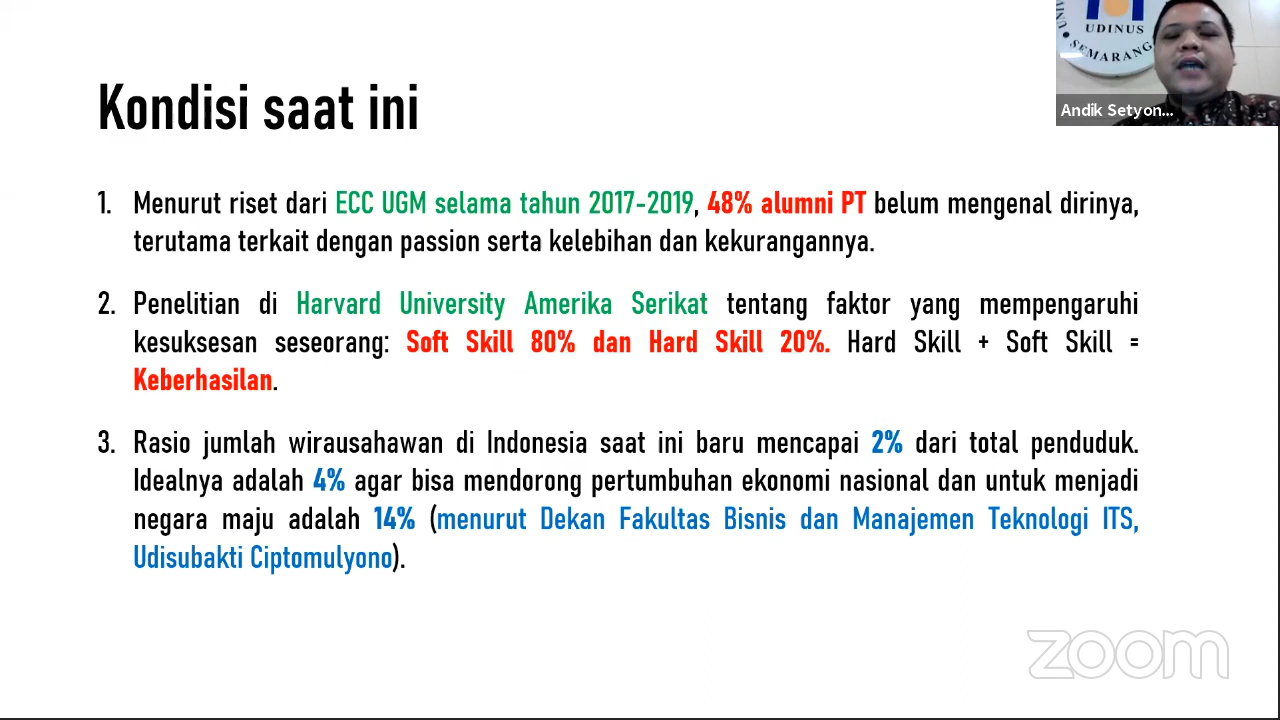 UDINUS
SEMARANG
Andik Setyon...
Kondisi saat ini
1. Menurut riset dari ECC UGM selama tahun 2017-2019, 48% alumni PT belum mengenal dirinya,
terutama terkait dengan passion serta kelebihan dan kekurangannya.
2. Penelitian di Harvard University Amerika Serikat tentang faktor yang mempengaruhi
kesuksesan seseorang: Soft Skill 80% dan Hard Skill 20%. Hard Skill + Soft Skill =
Keberhasilan.
3. Rasio jumlah wirausahawan di Indonesia saat ini baru mencapai 2% dari total penduduk.
Idealnya adalah 4% agar bisa mendorong pertumbuhan ekonomi nasional dan untuk menjadi
negara maju adalah 14% (menurut Dekan Fakultas Bisnis dan Manajemen Teknologi ITS,
Udisubakti Ciptomulyono).
zoom